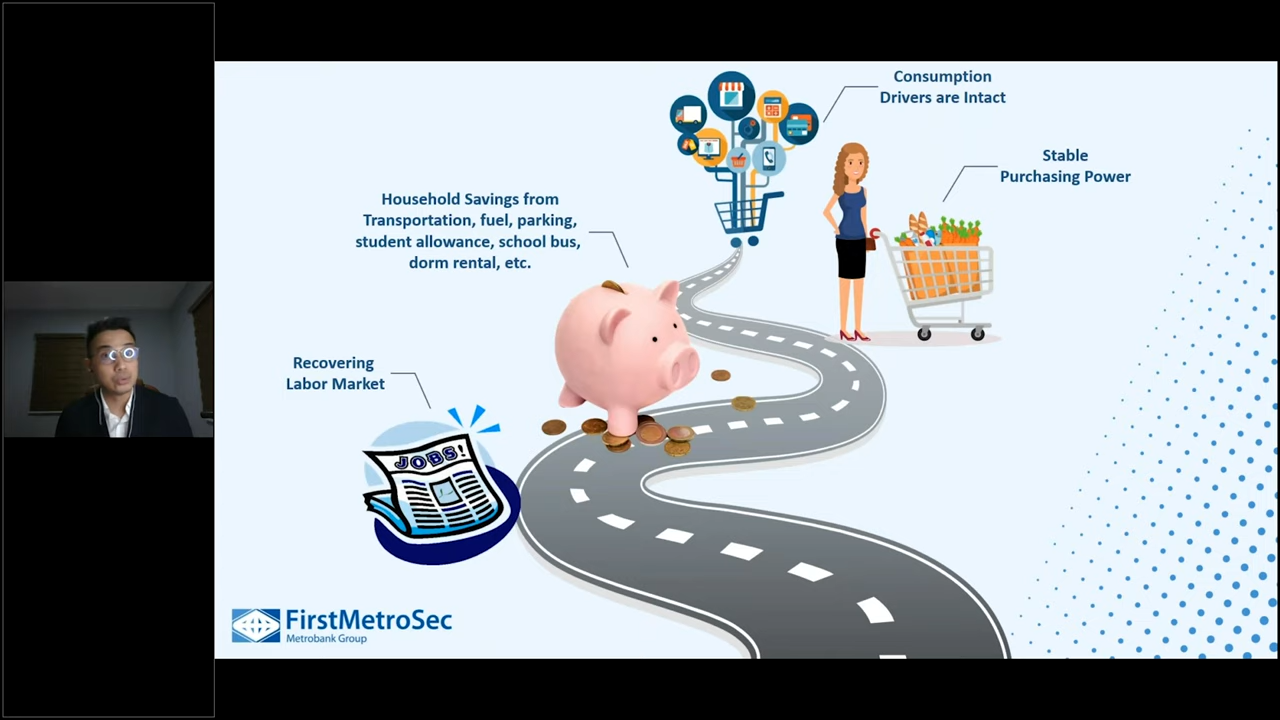 Consumption
Drivers are Intact
Stable
Purchasing Power
Household Savings from
Transportation, fuel, parking,
student allowance, school bus,
dorm rental, etc.
Recovering
Labor Market
JOBS!
FirstMetroSec
Metrobank Group